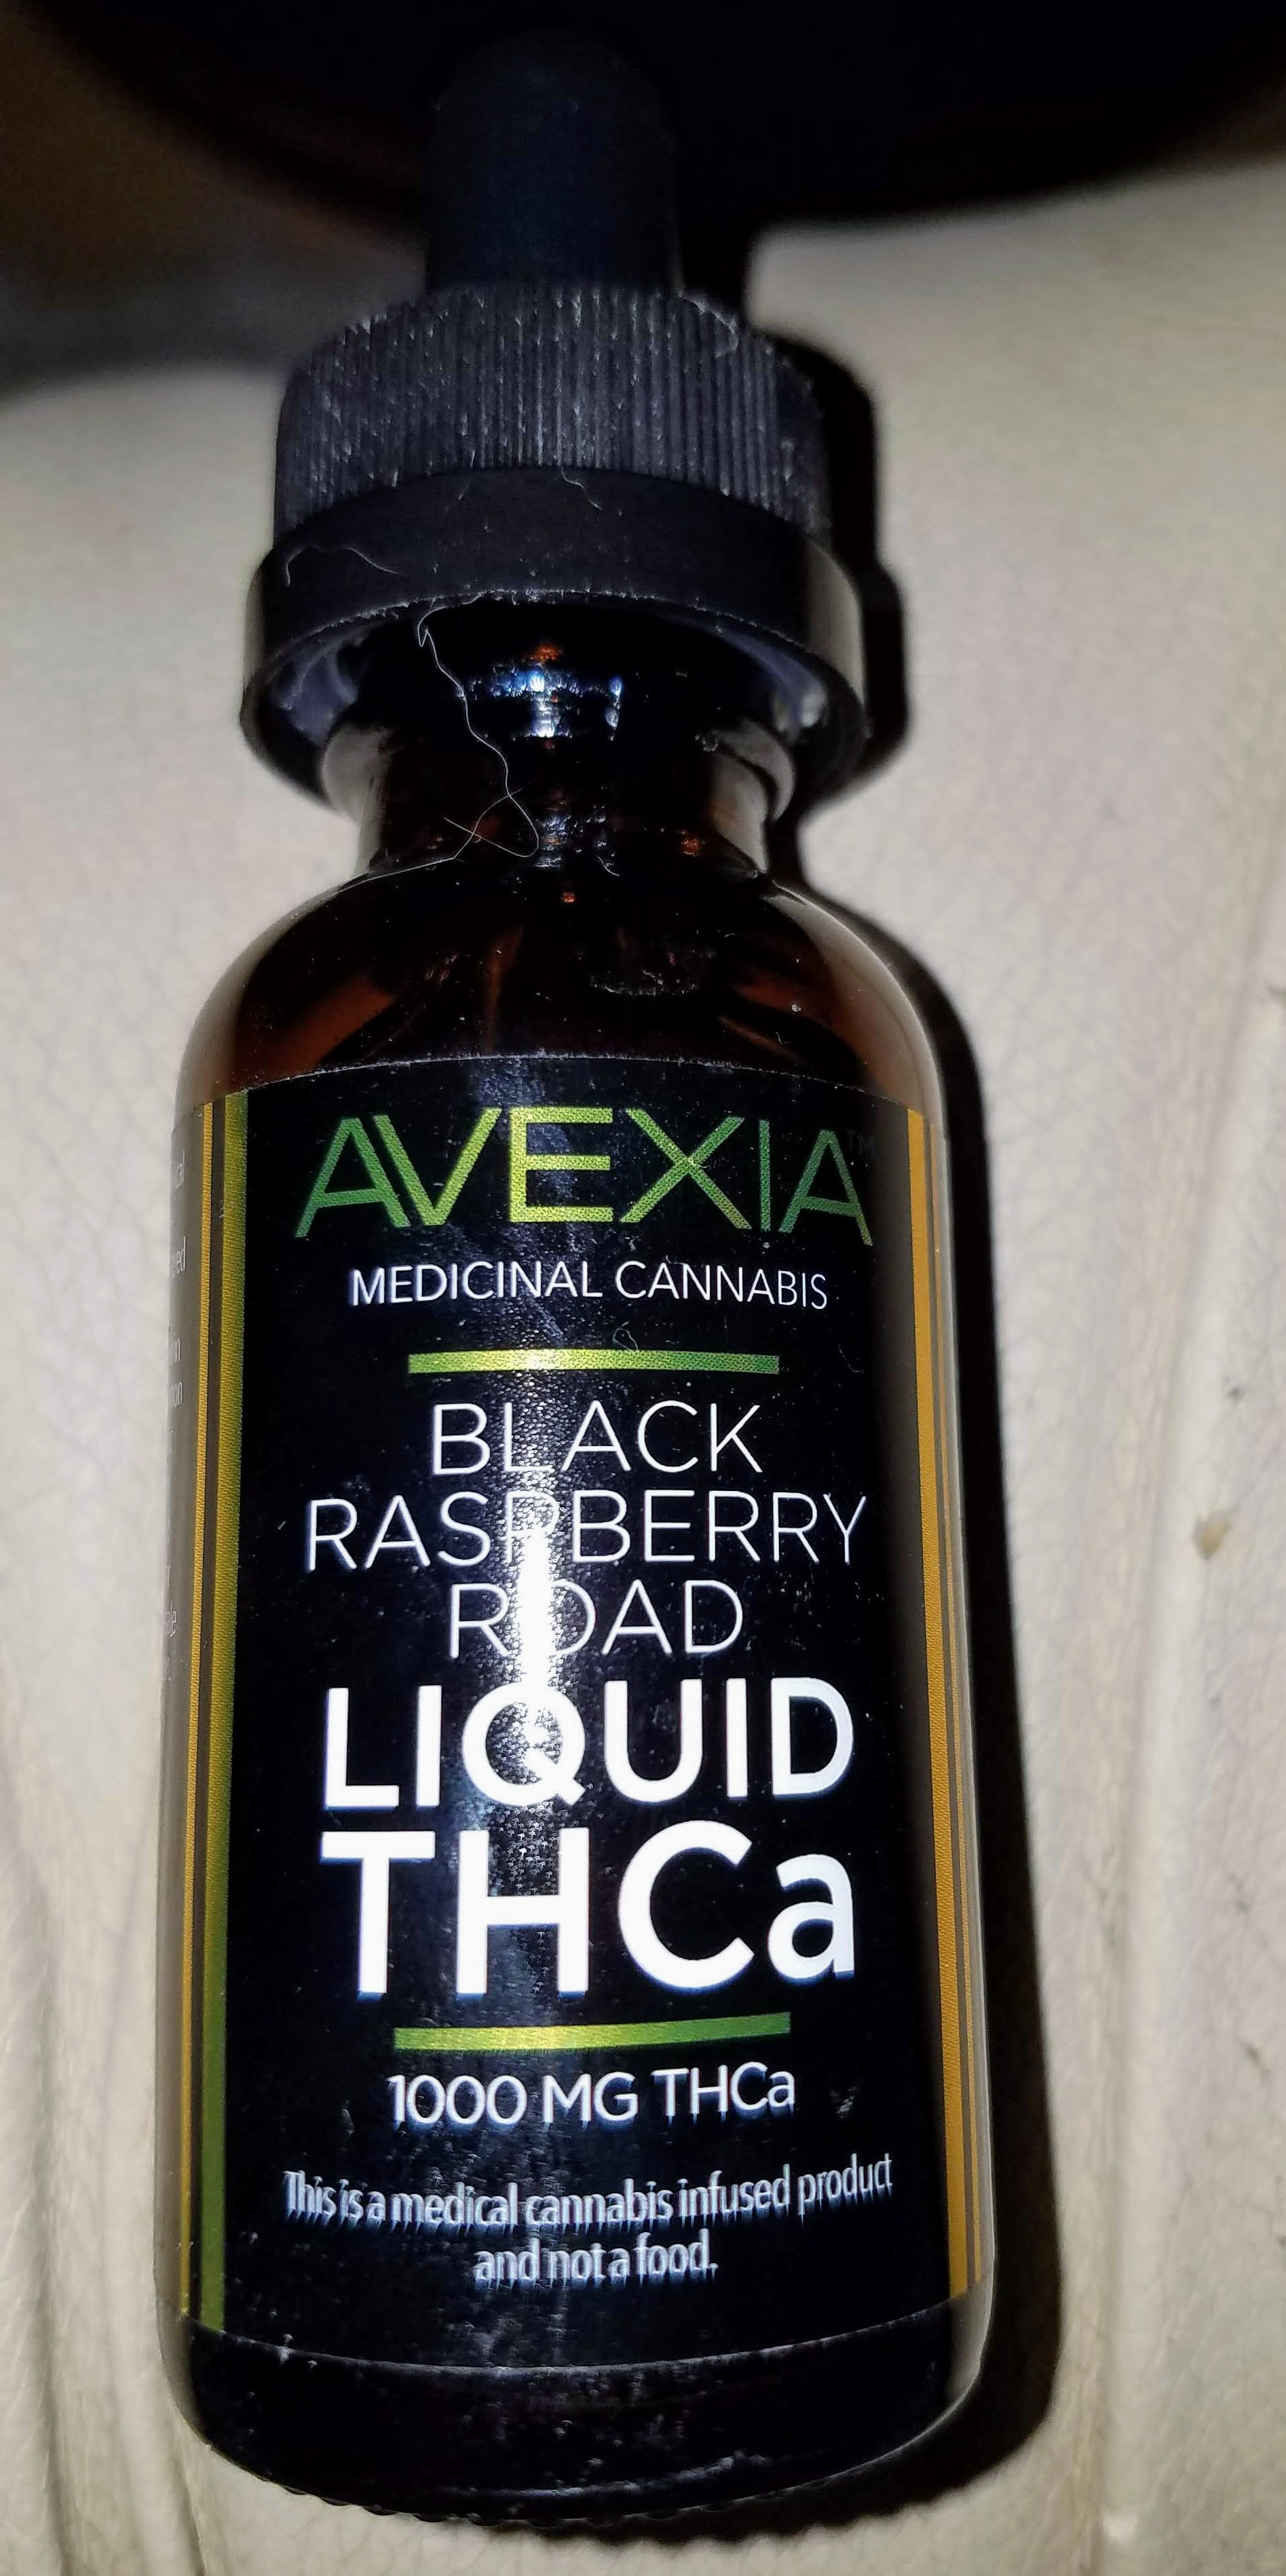 AVEXIA™
MEDICINAL CANNABIS
BLACK
RASPBERRY
ROAD
LIQUID
THCa
1000 MG THCa
This is a medical cannabis infused product
and not a food.